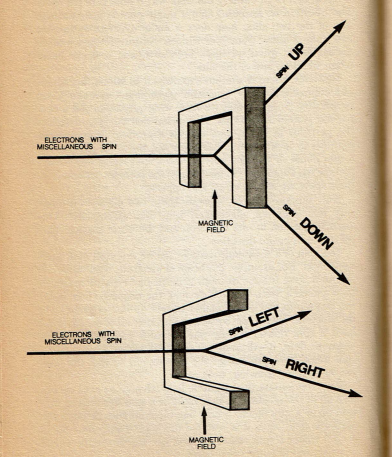 SPIN UP
ELECTRONS WITH
MISCELLANEOUS SPIN
MAGNETIC
FIELD
SPIN DOWN
SPIN LEFT
ELECTRONS WITH
MISCELLANEOUS SPIN
SPIN RIGHT
MAGNETIC
FIELD